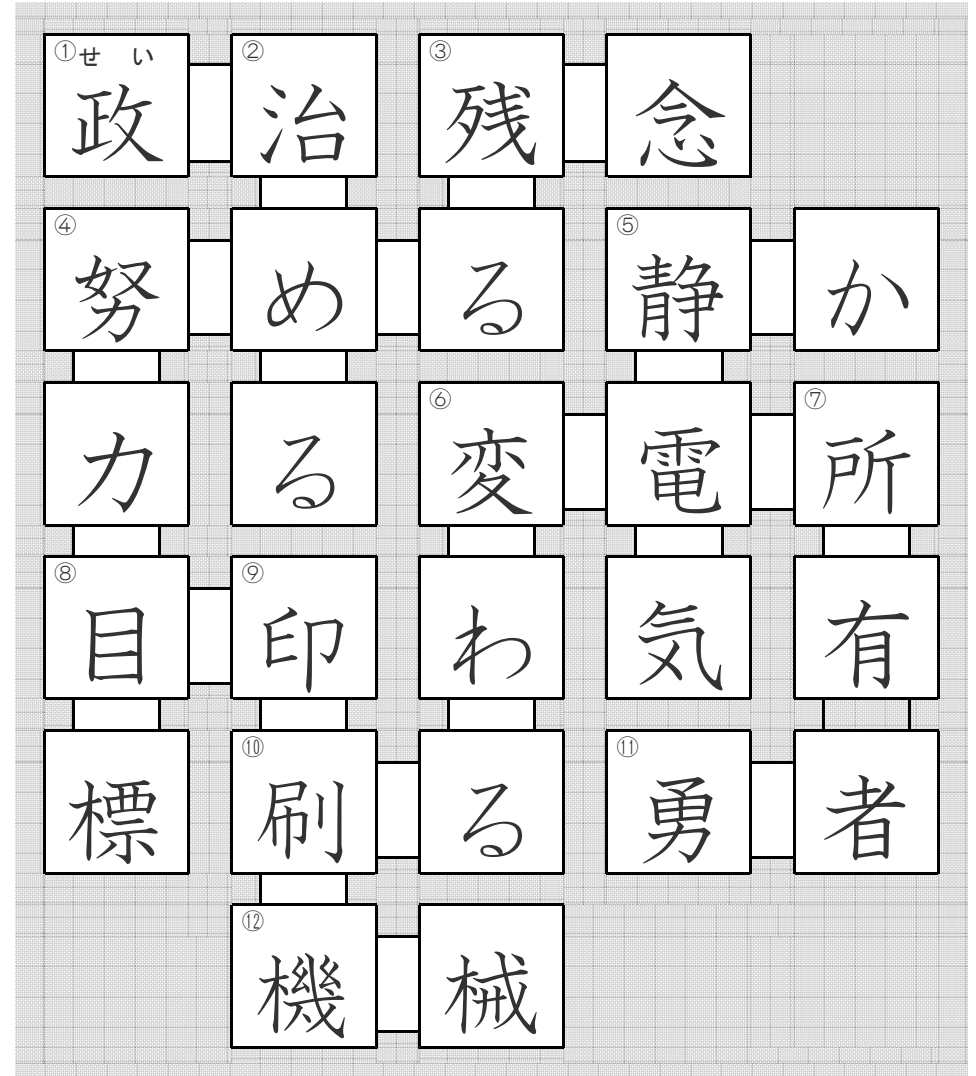 ①せい政 ②治 ③残 念
④努 め る ⑤静 か
力 る ⑥変 電 ⑦所
⑧目 ⑨印 わ 気 有
標 ⑩刷 る ⑪勇 者
⑫機 械